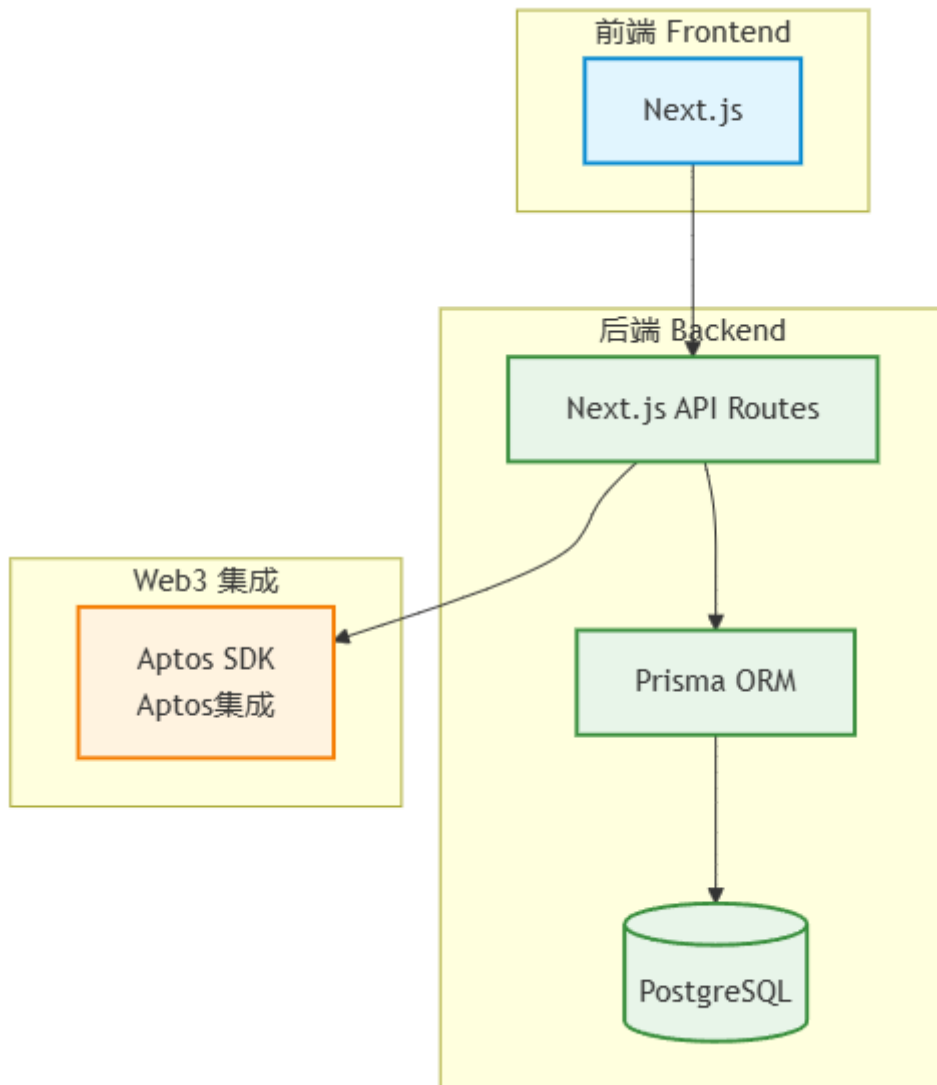 前端 Frontend
Next.js
后端 Backend
Next.js API Routes
Web3 集成
Aptos SDK
Aptos集成
Prisma ORM
PostgreSQL